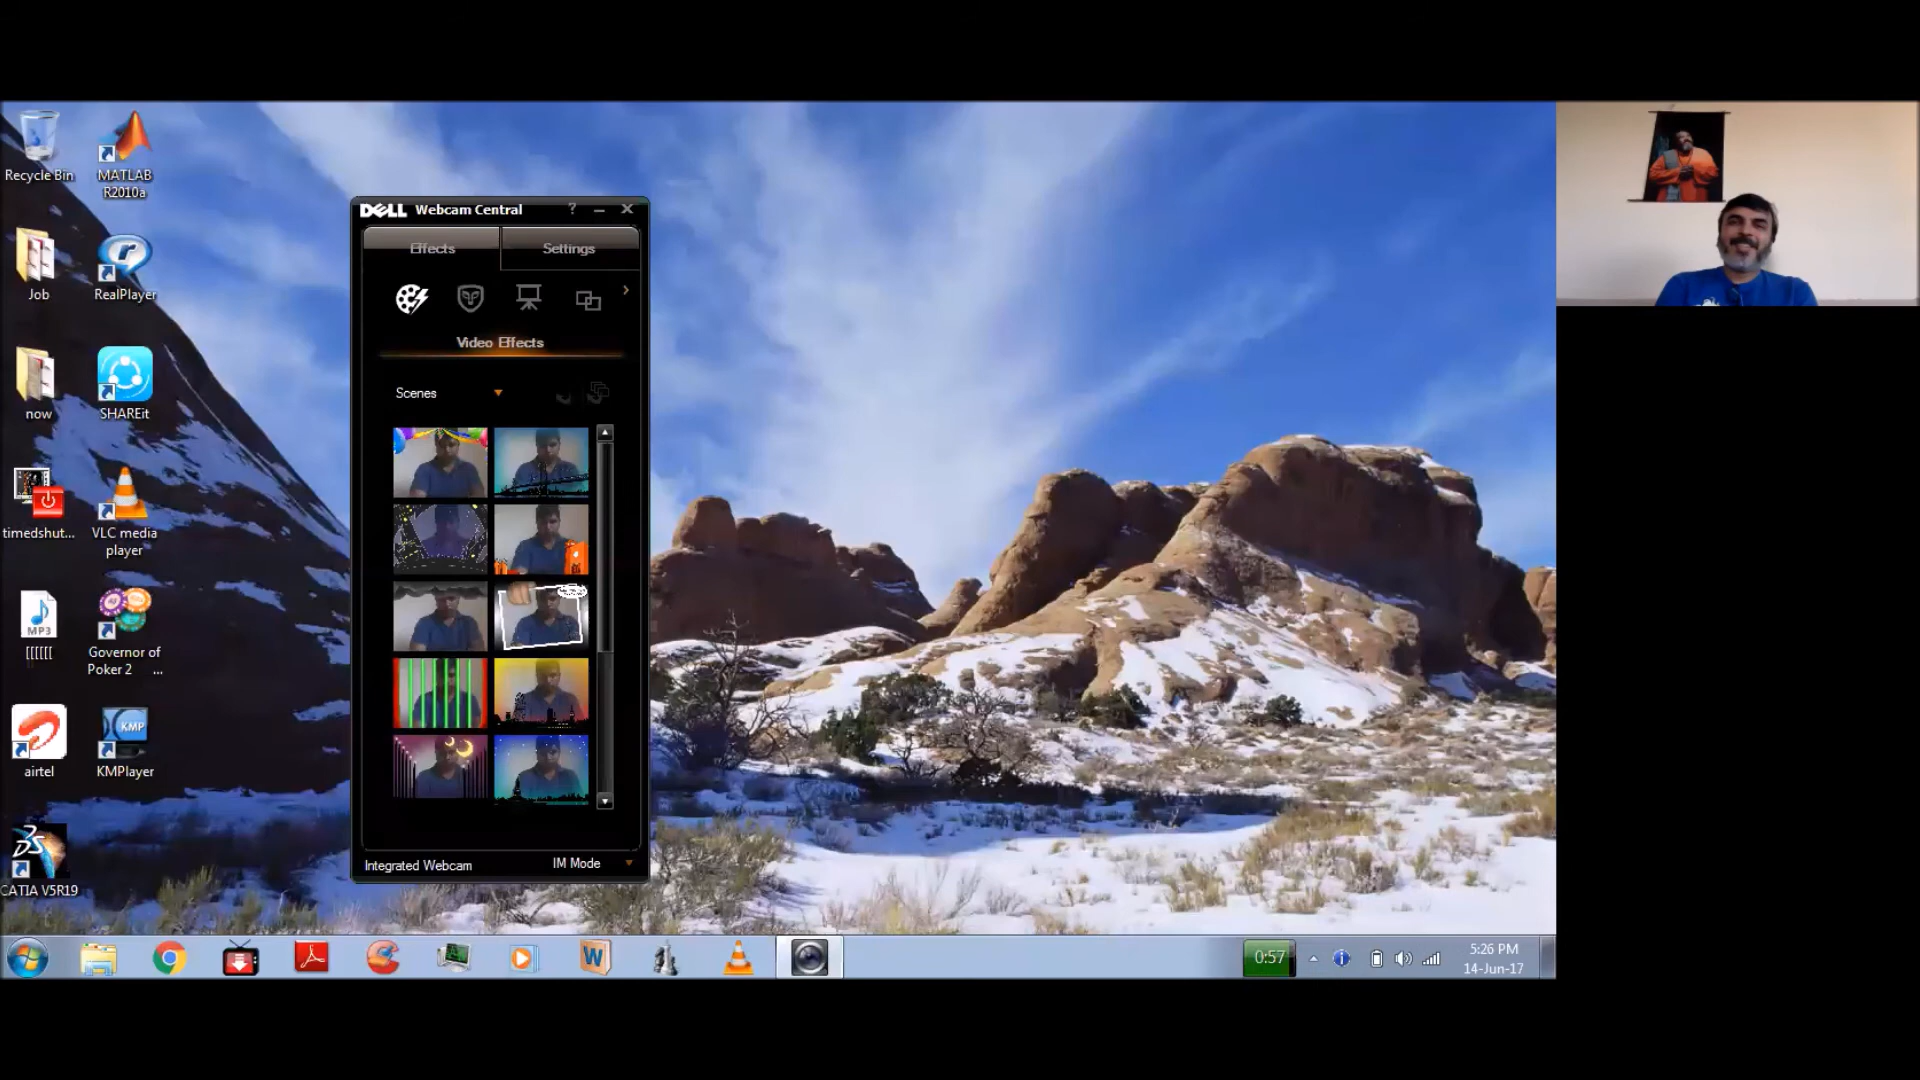 Recycle Bin
MATLAB
R2010a
Job
RealPlayer
now
SHAREit
timedshut...
VLC media
player
MP3
[[[[[[
Governor of
Poker 2 ...
airtel
KMP
KMPlayer
CATIA V5R19
DELL Webcam Central ? 
Effects
Settings
Video Effects
Scenes
Integrated Webcam
IM Mode
0:57
5:26 PM
14-Jun-17